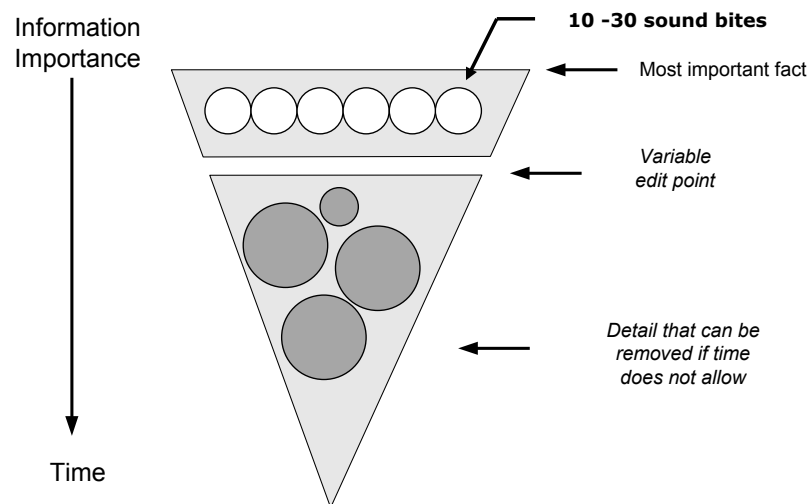 Information
Importance
10 -30 sound bites
Most important fact
Variable
edit point
Detail that can be
removed if time
does not allow
Time